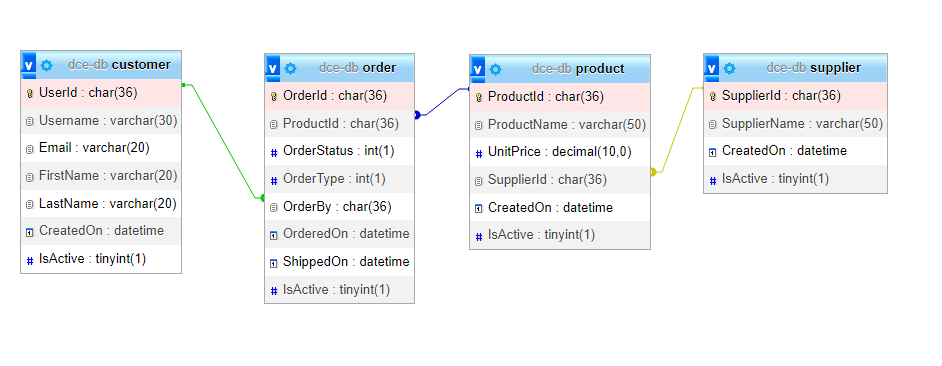 dce-db customer
UserId : char(36)
Username : varchar(30)
Email : varchar(20)
FirstName : varchar(20)
LastName : varchar(20)
CreatedOn : datetime
IsActive : tinyint(1)
dce-db order
OrderId : char(36)
ProductId : char(36)
OrderStatus : int(1)
OrderType : int(1)
OrderBy : char(36)
OrderedOn : datetime
ShippedOn : datetime
IsActive : tinyint(1)
dce-db product
ProductId : char(36)
ProductName : varchar(50)
UnitPrice : decimal(10,0)
SupplierId : char(36)
CreatedOn : datetime
IsActive : tinyint(1)
dce-db supplier
SupplierId : char(36)
SupplierName : varchar(50)
CreatedOn : datetime
IsActive : tinyint(1)